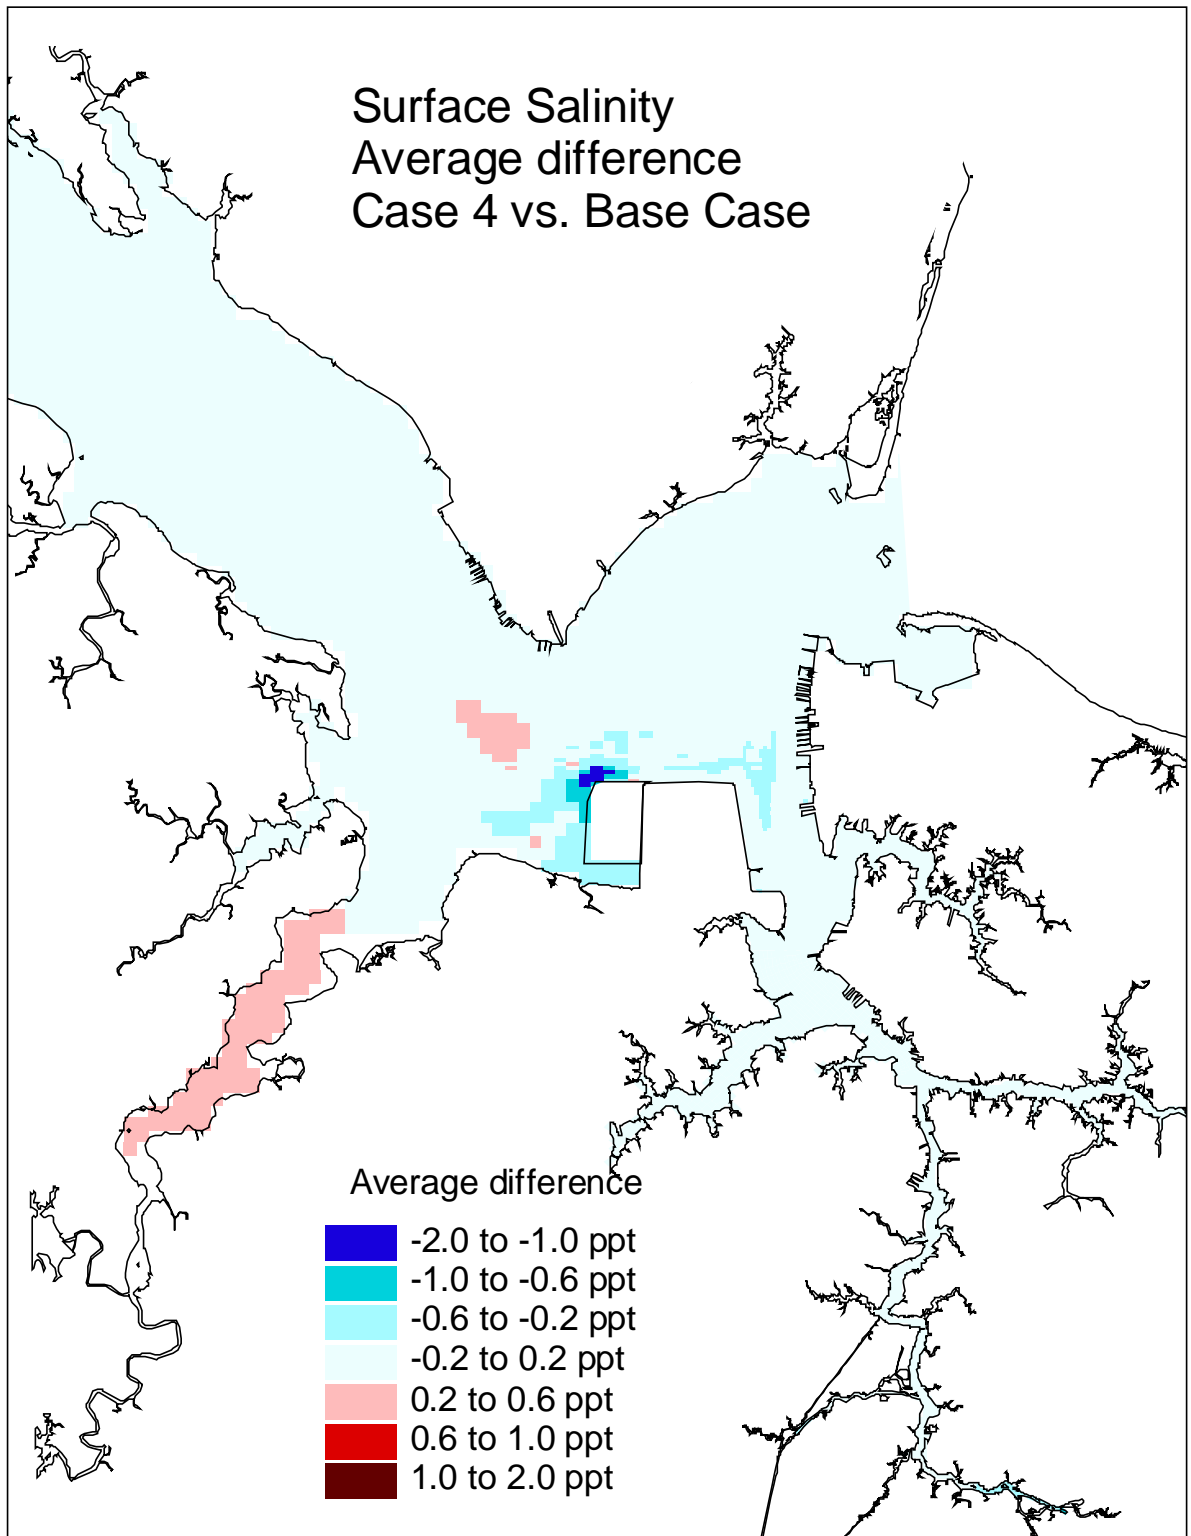 Surface Salinity
Average difference
Case 4 vs. Base Case
Average difference
-2.0 to -1.0 ppt
-1.0 to -0.6 ppt
-0.6 to -0.2 ppt
-0.2 to 0.2 ppt
0.2 to 0.6 ppt
0.6 to 1.0 ppt
1.0 to 2.0 ppt